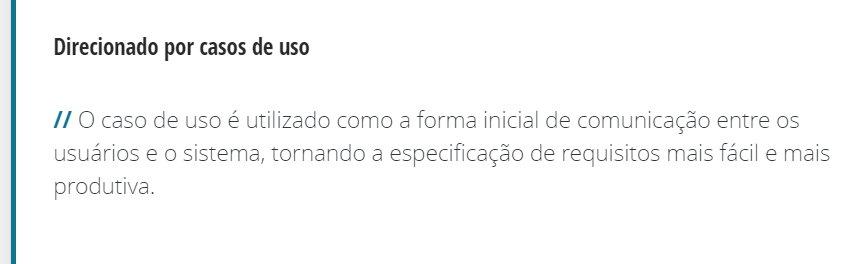 Direcionado por casos de uso
// O caso de uso é utilizado como a forma inicial de comunicação entre os
usuários e o sistema, tornando a especificação de requisitos mais fácil e mais
produtiva.